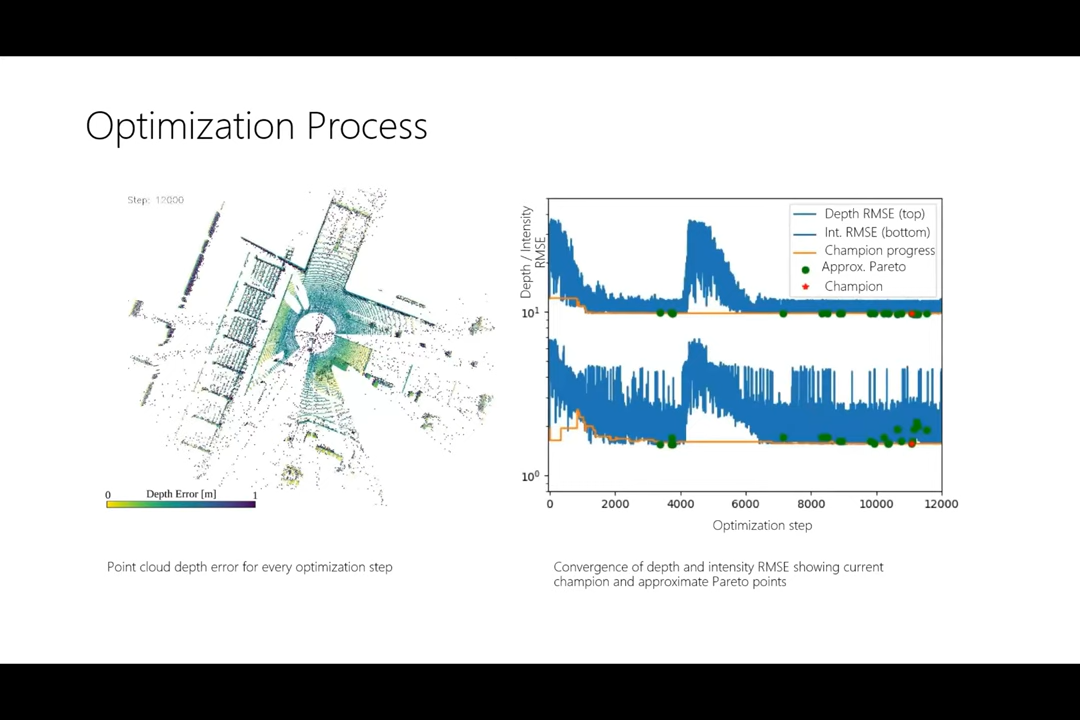 Optimization Process
Step: 12000
0 Depth Error [m] 1
Point cloud depth error for every optimization step
Depth / Intensity
RMSE
Depth RMSE (top)
Int. RMSE (bottom)
Champion progress
Approx. Pareto
Champion
10¹
10⁰
0 2000 4000 6000 8000 10000 12000
Optimization step
Convergence of depth and intensity RMSE showing current
champion and approximate Pareto points